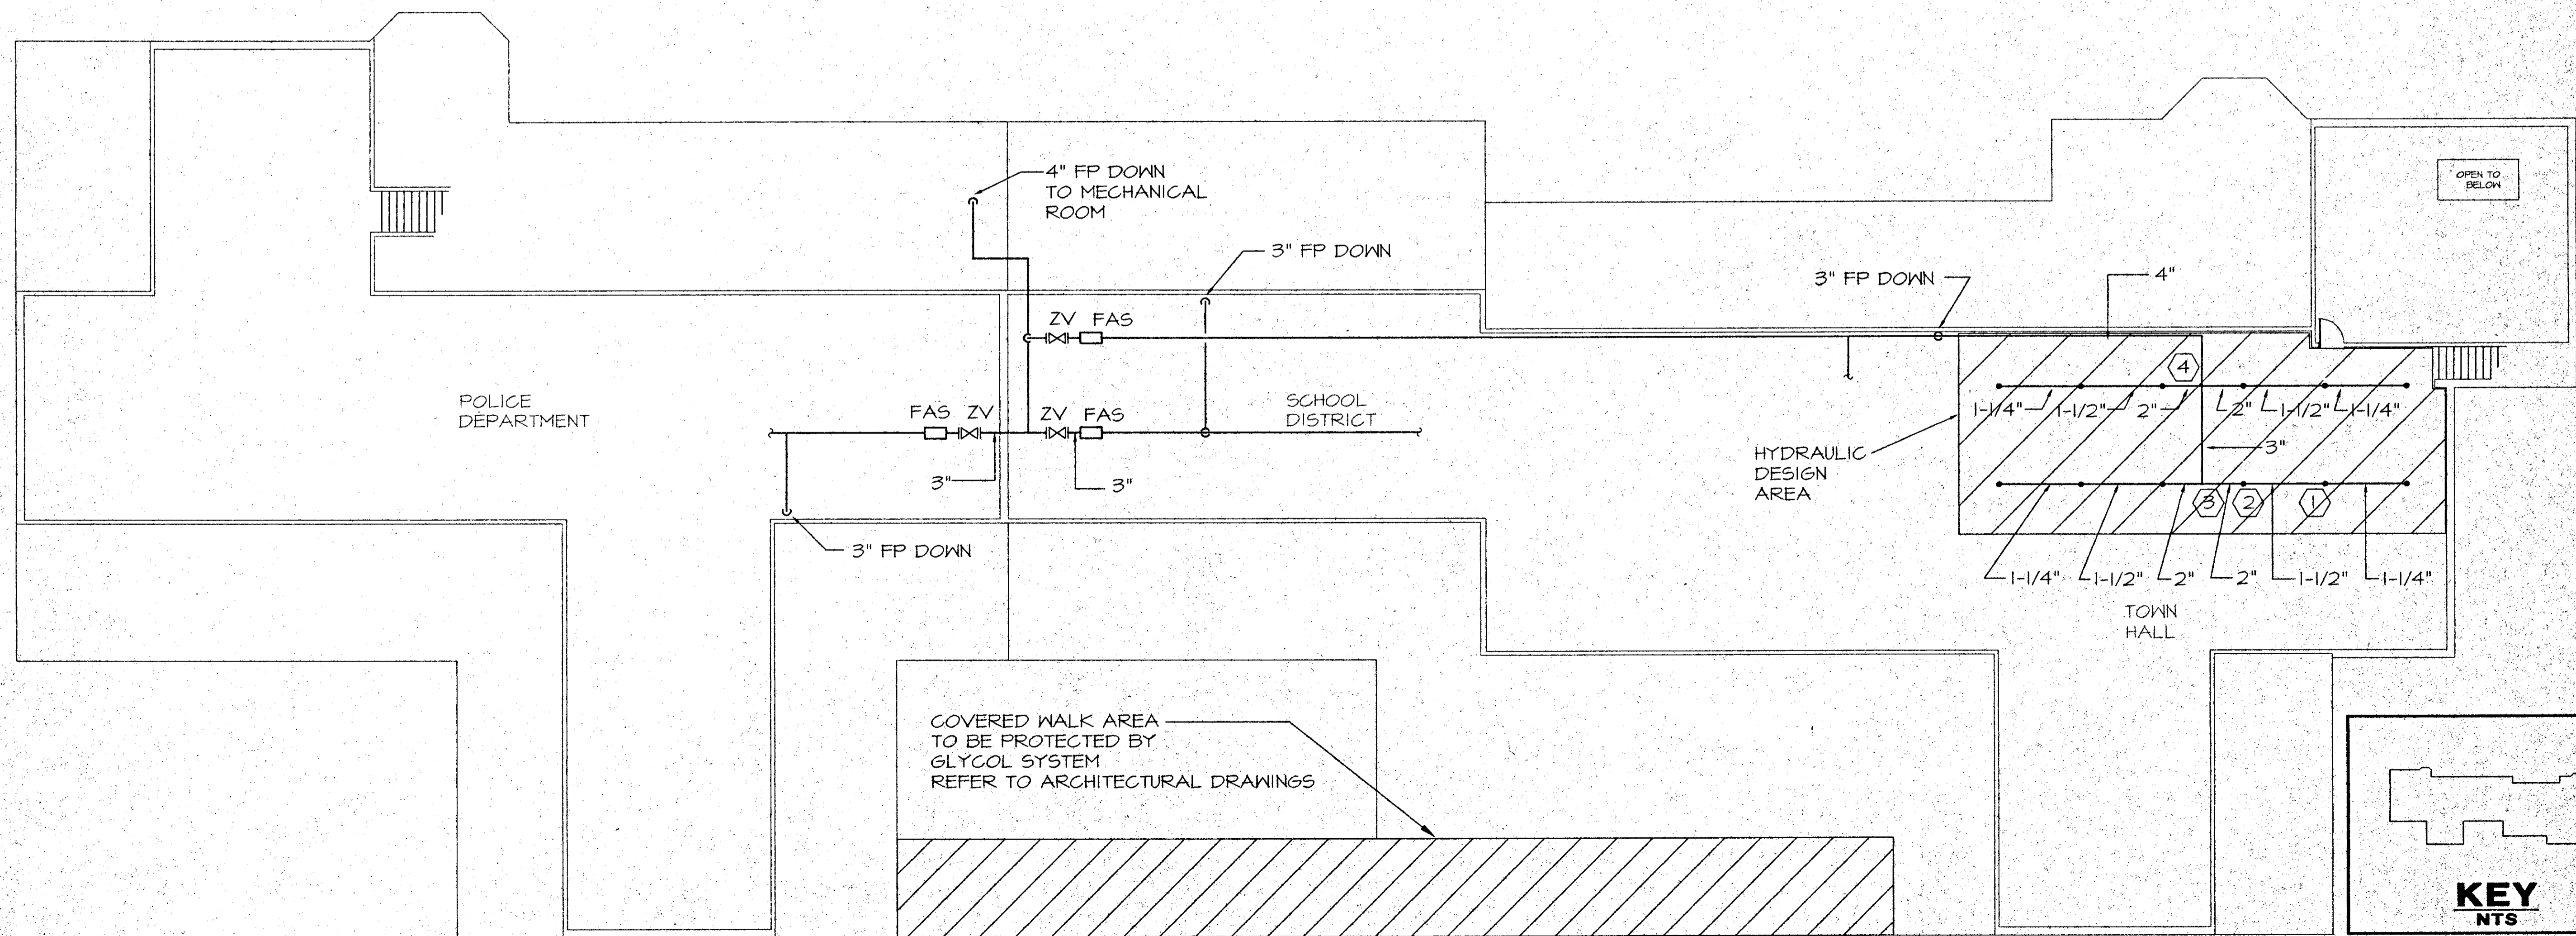 4" FP DOWN
TO MECHANICAL
ROOM
3" FP DOWN
3" FP DOWN
4"
OPEN TO
BELOW
ZV FAS
4
POLICE
DEPARTMENT
FAS ZV
ZV FAS
SCHOOL
DISTRICT
1-1/4"
1-1/2"
2"
2"
1-1/2"
1-1/4"
HYDRAULIC
DESIGN
AREA
3"
3"
3"
3
2
1
3" FP DOWN
1-1/4"
1-1/2"
2"
2"
1-1/2"
1-1/4"
TOWN
HALL
COVERED WALK AREA
TO BE PROTECTED BY
GLYCOL SYSTEM
REFER TO ARCHITECTURAL DRAWINGS
KEY
NTS